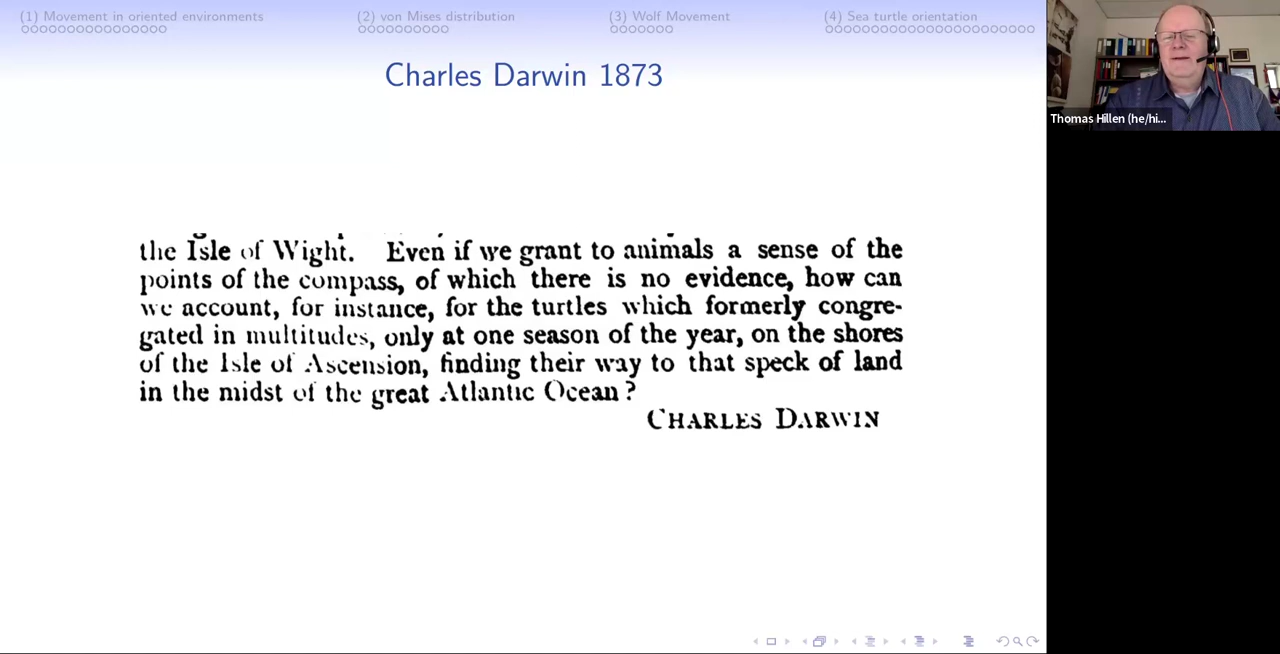 (1) Movement in oriented environments
(2) von Mises distribution
(3) Wolf Movement
(4) Sea turtle orientation
Charles Darwin 1873
the Isle of Wight. Even if we grant to animals a sense of the
points of the compass, of which there is no evidence, how can
we account, for instance, for the turtles which formerly congre-
gated in multitudes, only at one season of the year, on the shores
of the Isle of Ascension, finding their way to that speck of land
in the midst of the great Atlantic Ocean?
CHARLES DARWIN
Thomas Hillen (he/hi...